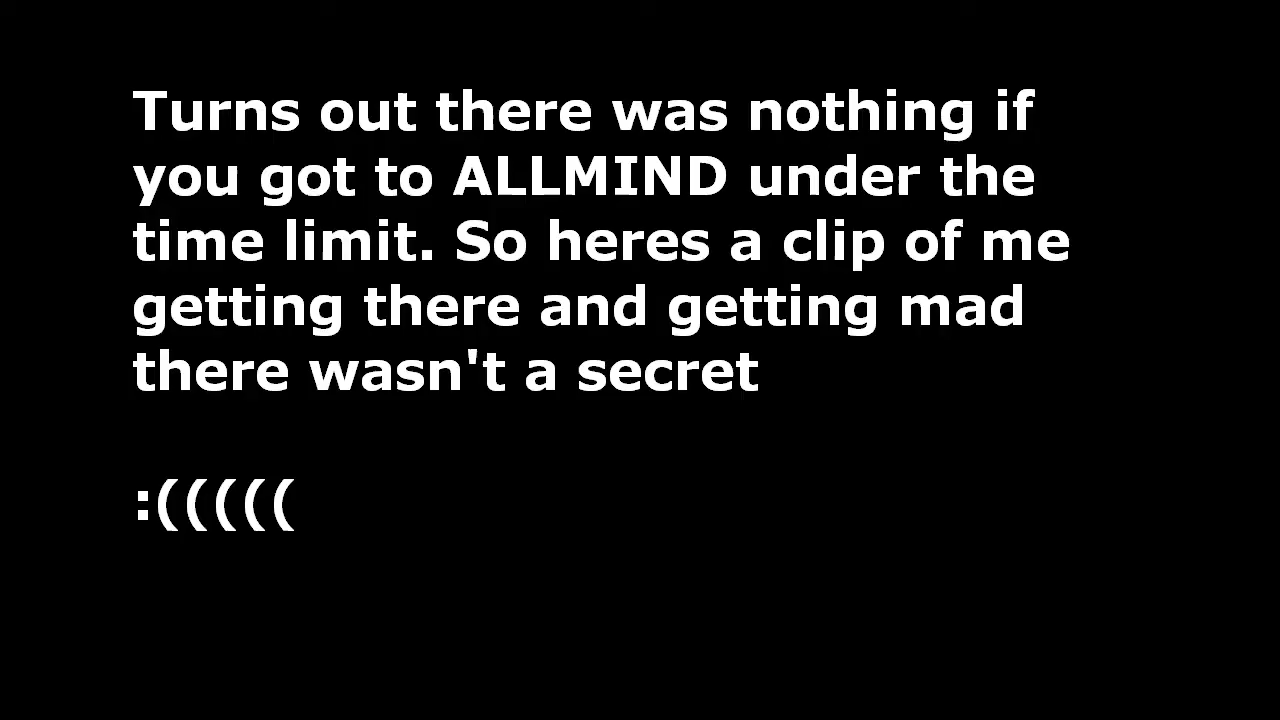 Turns out there was nothing if
you got to ALLMIND under the
time limit. So heres a clip of me
getting there and getting mad
there wasn't a secret
:(((((